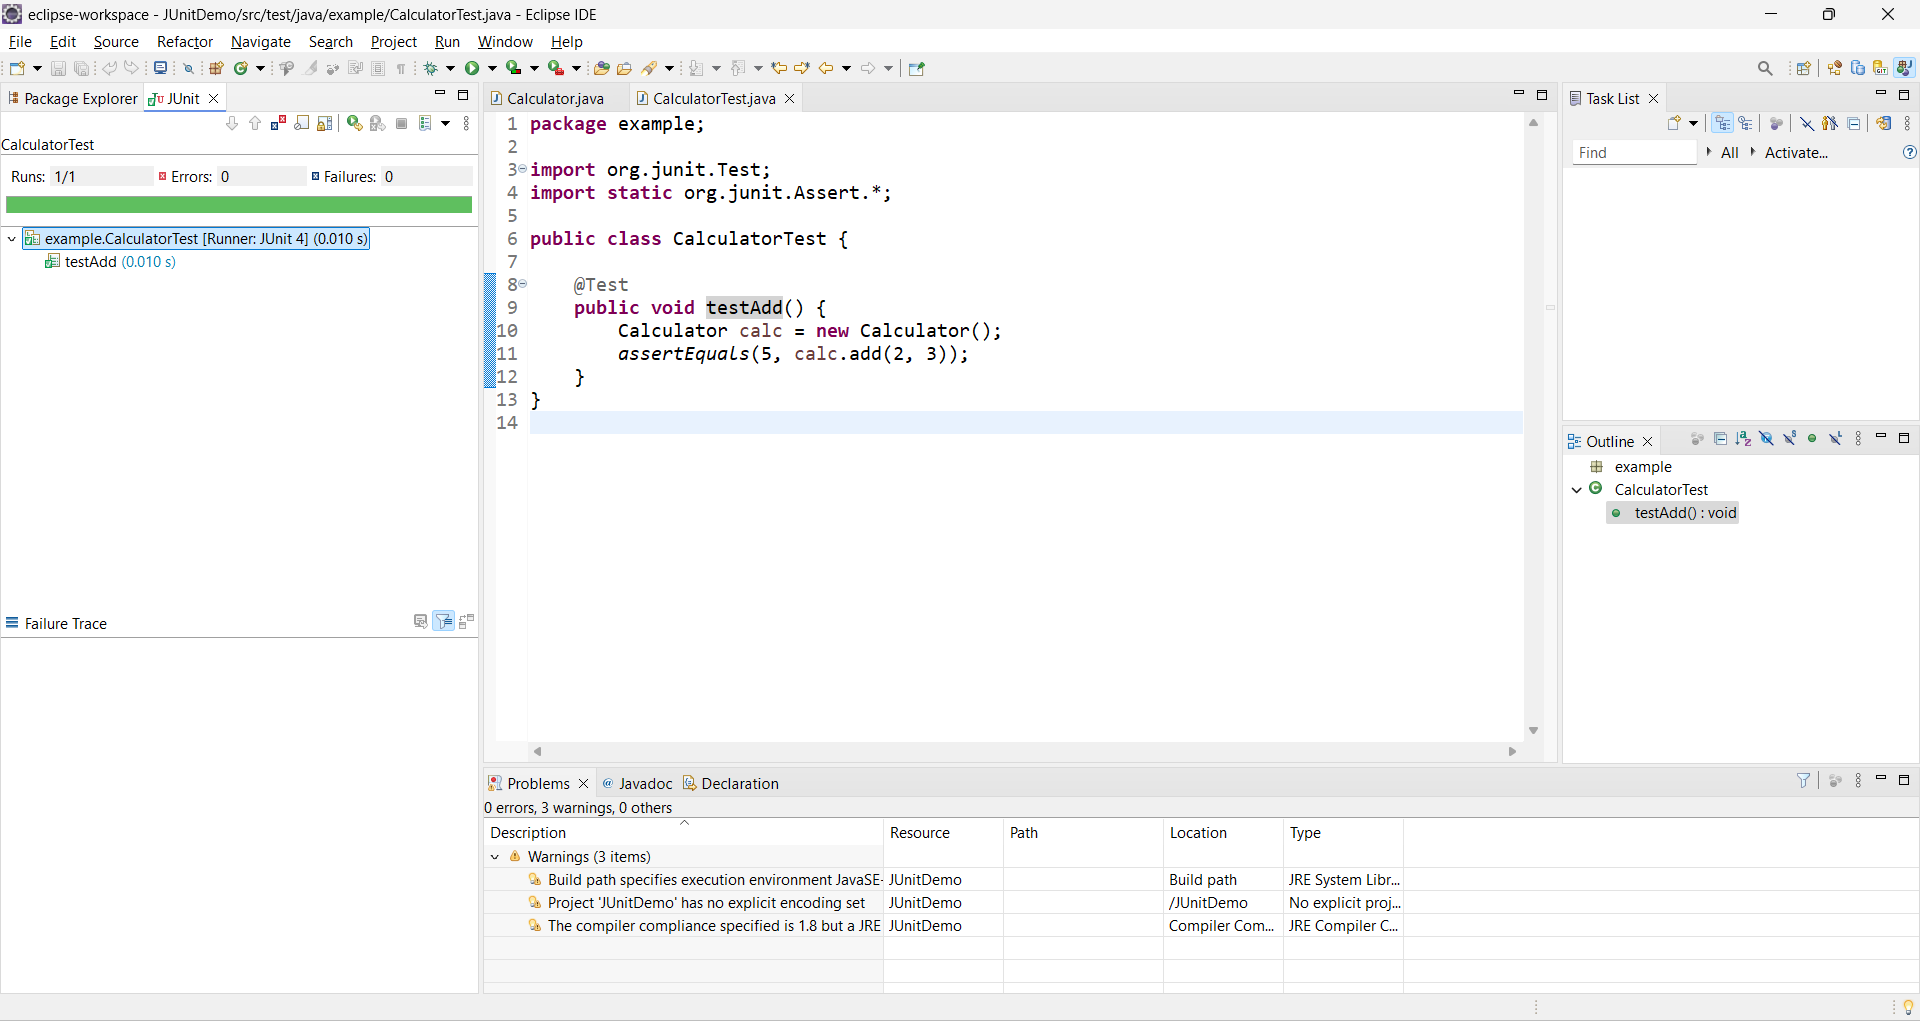 eclipse-workspace - JUnitDemo/src/test/java/example/CalculatorTest.java - Eclipse IDE
File Edit Source Refactor Navigate Search Project Run Window Help
Package Explorer JUnit
CalculatorTest
Runs: 1/1 Errors: 0 Failures: 0
example.CalculatorTest [Runner: JUnit 4] (0.010 s)
testAdd (0.010 s)
Failure Trace
Calculator.java CalculatorTest.java
1 package example;
2
3 import org.junit.Test;
4 import static org.junit.Assert.*;
5
6 public class CalculatorTest {
7
8 @Test
9 public void testAdd() {
10 Calculator calc = new Calculator();
11 assertEquals(5, calc.add(2, 3));
12 }
13 }
14
Task List
Find All Activate...
Outline
example
CalculatorTest
testAdd() : void
Problems @ Javadoc Declaration
0 errors, 3 warnings, 0 others
Description Resource Path Location Type
Warnings (3 items)
Build path specifies execution environment JavaSE- JUnitDemo Build path JRE System Libr...
Project 'JUnitDemo' has no explicit encoding set JUnitDemo /JUnitDemo No explicit proj...
The compiler compliance specified is 1.8 but a JRE JUnitDemo Compiler Com... JRE Compiler C...